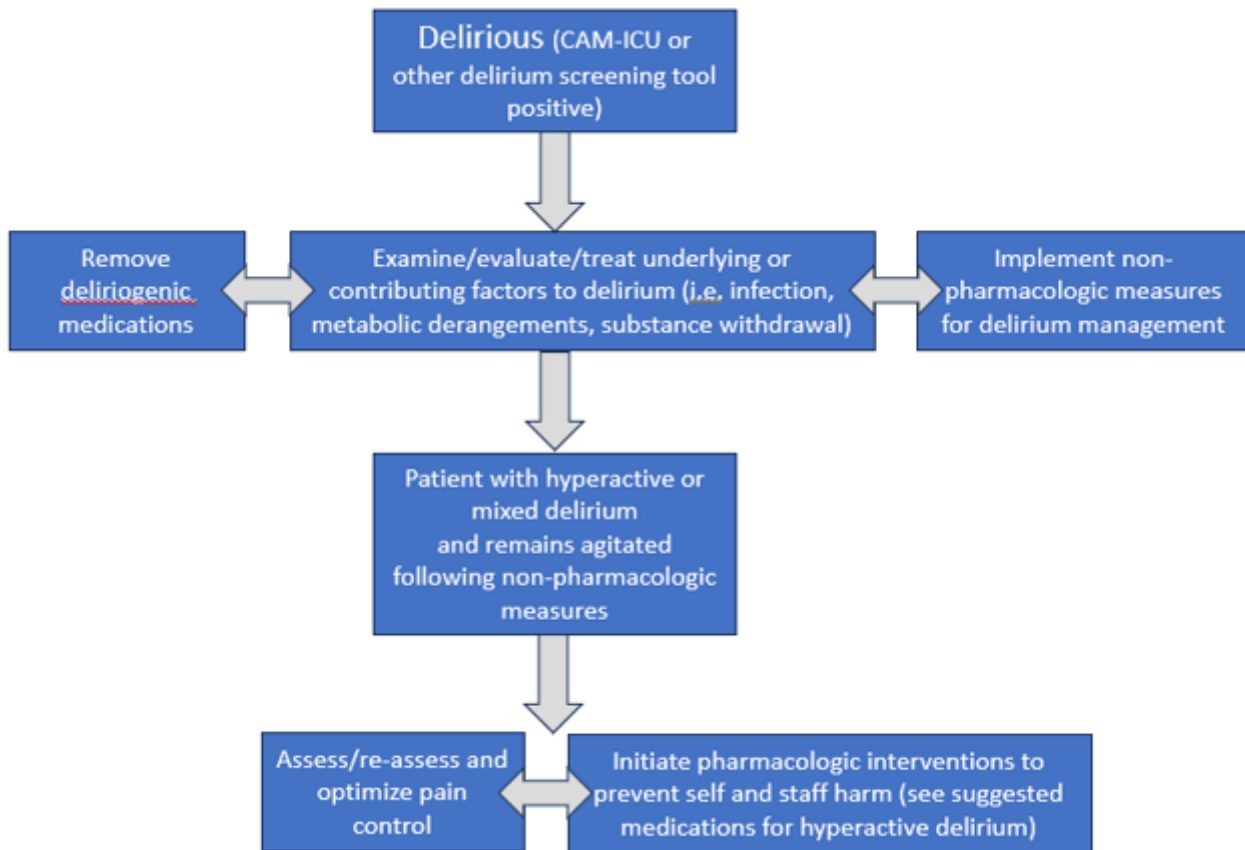 Delirious (CAM-ICU or
other delirium screening tool
positive)
Remove
deliriogenic
medications
Examine/evaluate/treat underlying or
contributing factors to delirium (i.e. infection,
metabolic derangements, substance withdrawal)
Implement non-
pharmacologic measures
for delirium management
Patient with hyperactive or
mixed delirium
and remains agitated
following non-pharmacologic
measures
Assess/re-assess and
optimize pain
control
Initiate pharmacologic interventions to
prevent self and staff harm (see suggested
medications for hyperactive delirium)